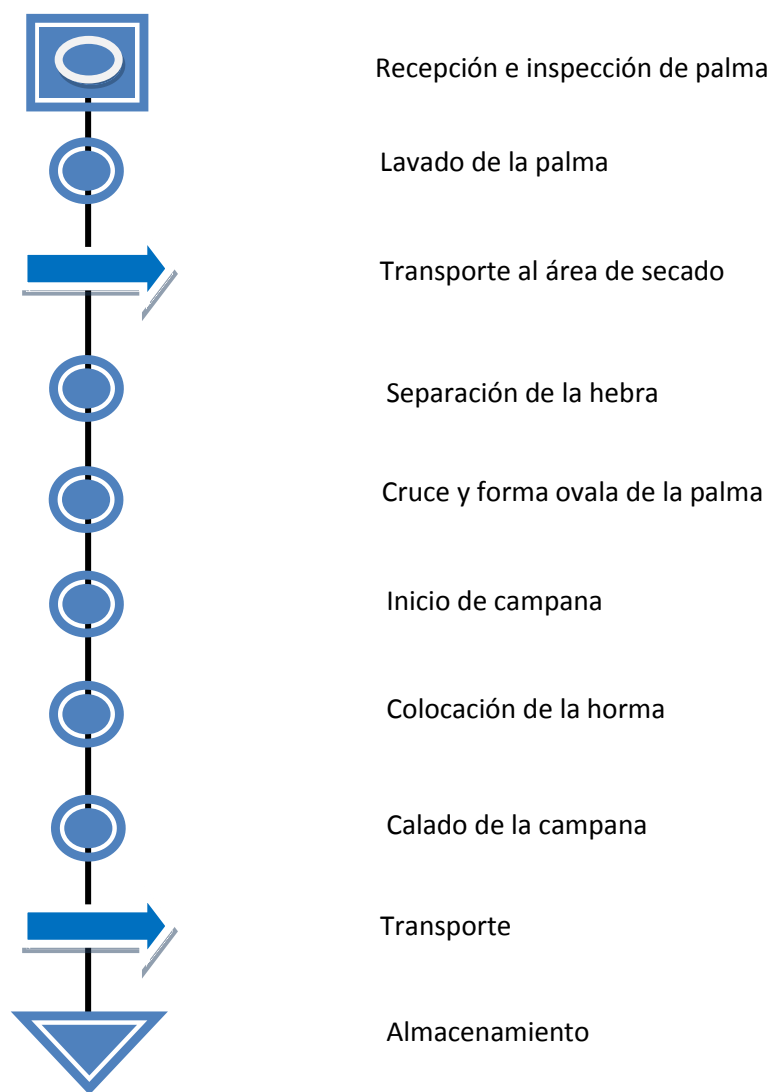 Recepción e inspección de palma
Lavado de la palma
Transporte al área de secado
Separación de la hebra
Cruce y forma ovala de la palma
Inicio de campana
Colocación de la horma
Calado de la campana
Transporte
Almacenamiento